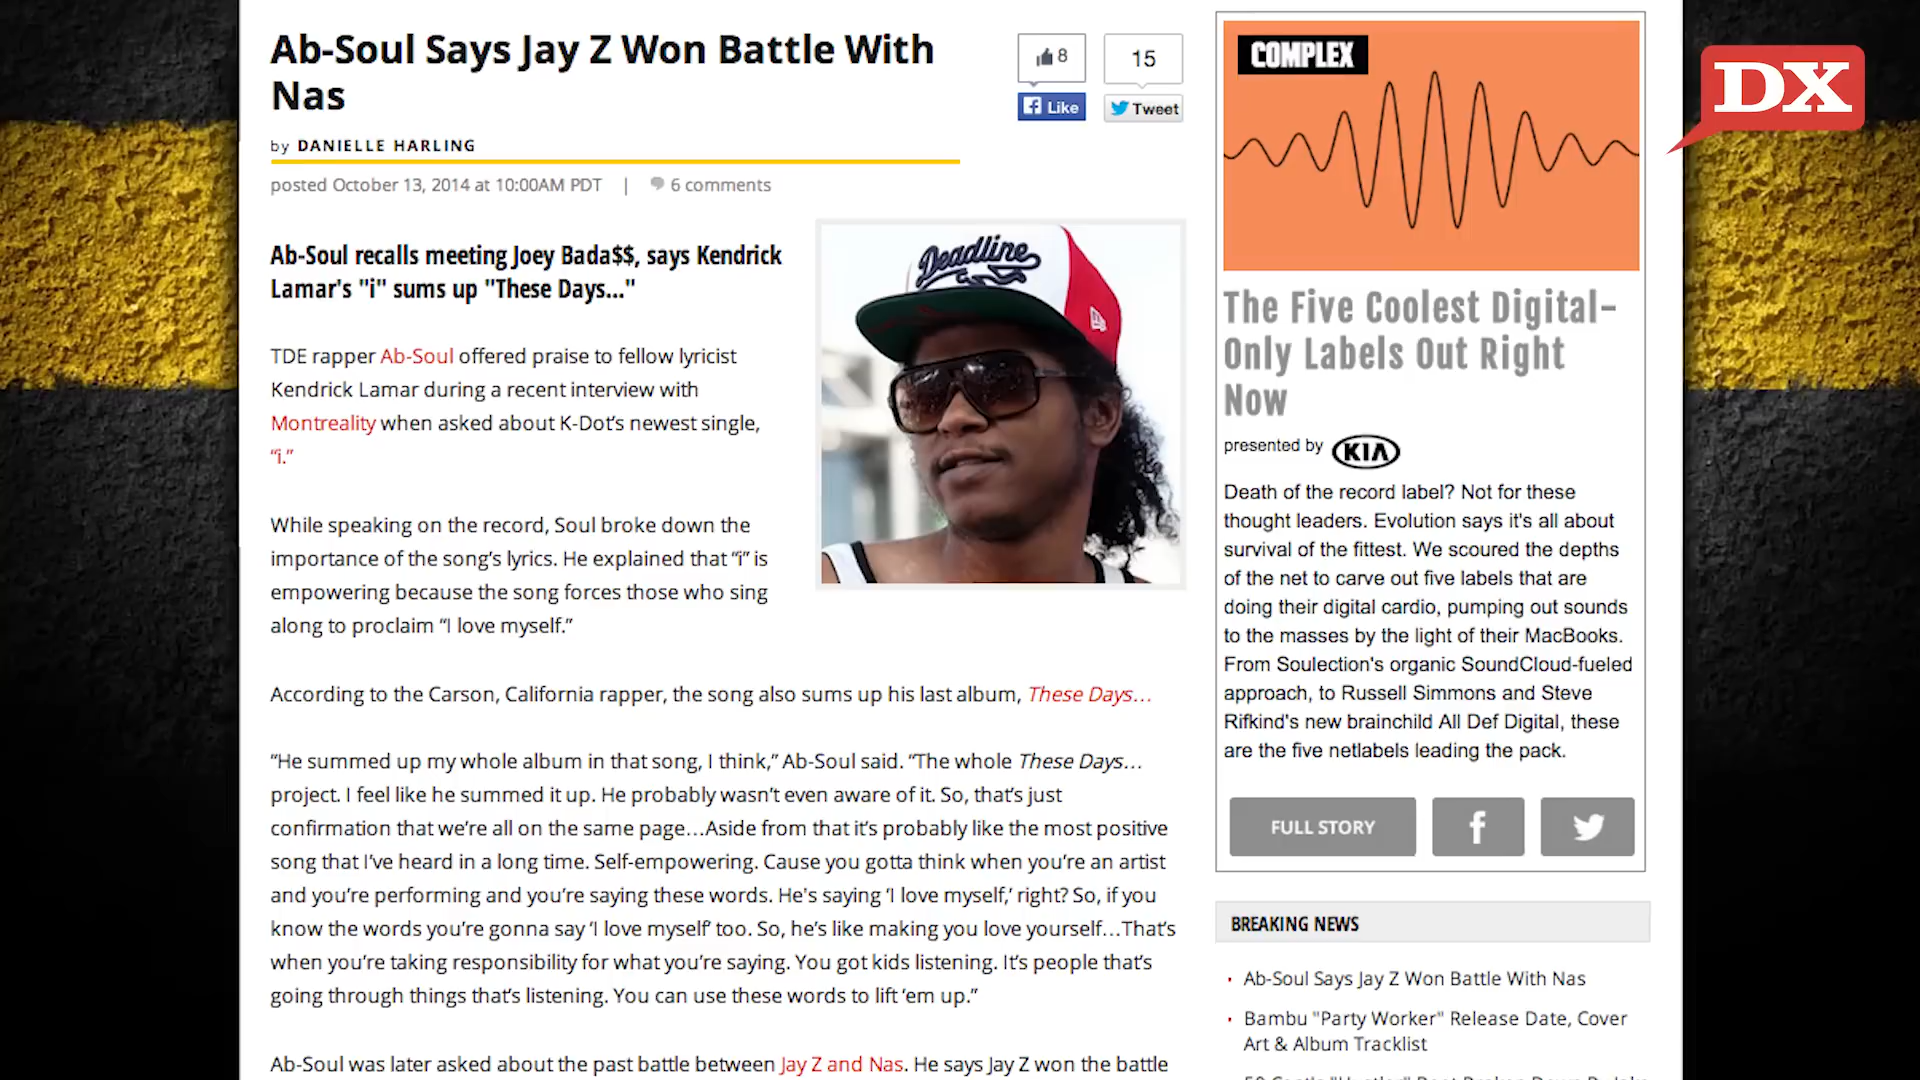 Ab-Soul Says Jay Z Won Battle With
Nas
by DANIELLE HARLING
posted October 13, 2014 at 10:00AM PDT | 6 comments
8
Like
15
Tweet
Ab-Soul recalls meeting Joey Bada$$, says Kendrick
Lamar's "i" sums up "These Days..."
Deadline
TDE rapper Ab-Soul offered praise to fellow lyricist
Kendrick Lamar during a recent interview with
Montreality when asked about K-Dot’s newest single,
“i.”
While speaking on the record, Soul broke down the
importance of the song’s lyrics. He explained that “i” is
empowering because the song forces those who sing
along to proclaim “I love myself.”
According to the Carson, California rapper, the song also sums up his last album, These Days…
“He summed up my whole album in that song, I think,” Ab-Soul said. “The whole These Days…
project. I feel like he summed it up. He probably wasn’t even aware of it. So, that’s just
confirmation that we’re all on the same page…Aside from that it’s probably like the most positive
song that I’ve heard in a long time. Self-empowering. Cause you gotta think when you’re an artist
and you’re performing and you’re saying these words. He’s saying ‘I love myself,’ right? So, if you
know the words you’re gonna say ‘I love myself’ too. So, he’s like making you love yourself…That’s
when you’re taking responsibility for what you’re saying. You got kids listening. It’s people that’s
going through things that’s listening. You can use these words to lift ‘em up.”
Ab-Soul was later asked about the past battle between Jay Z and Nas. He says Jay Z won the battle
COMPLEX
The Five Coolest Digital-
Only Labels Out Right
Now
presented by KIA
Death of the record label? Not for these
thought leaders. Evolution says it's all about
survival of the fittest. We scoured the depths
of the net to carve out five labels that are
doing their digital cardio, pumping out sounds
to the masses by the light of their MacBooks.
From Soulection's organic SoundCloud-fueled
approach, to Russell Simmons and Steve
Rifkind's new brainchild All Def Digital, these
are the five netlabels leading the pack.
FULL STORY
BREAKING NEWS
Ab-Soul Says Jay Z Won Battle With Nas
Bambu "Party Worker" Release Date, Cover
Art & Album Tracklist
DX